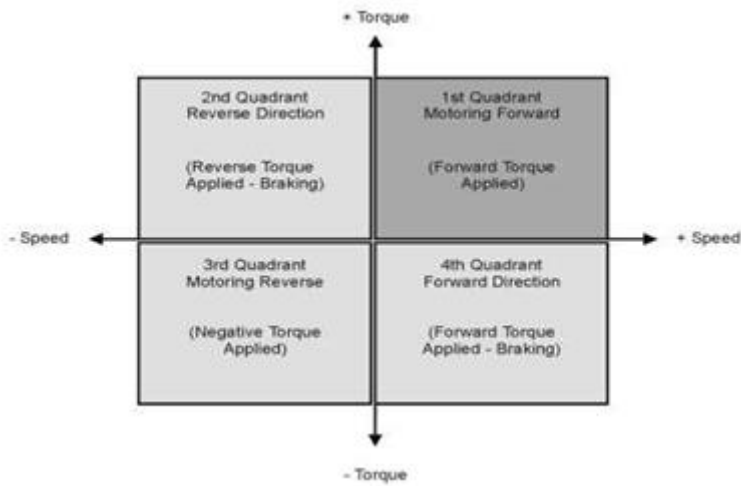 + Torque
2nd Quadrant
Reverse Direction
(Reverse Torque
Applied - Braking)
1st Quadrant
Motoring Forward
(Forward Torque
Applied)
- Speed
+ Speed
3rd Quadrant
Motoring Reverse
(Negative Torque
Applied)
4th Quadrant
Forward Direction
(Forward Torque
Applied - Braking)
- Torque